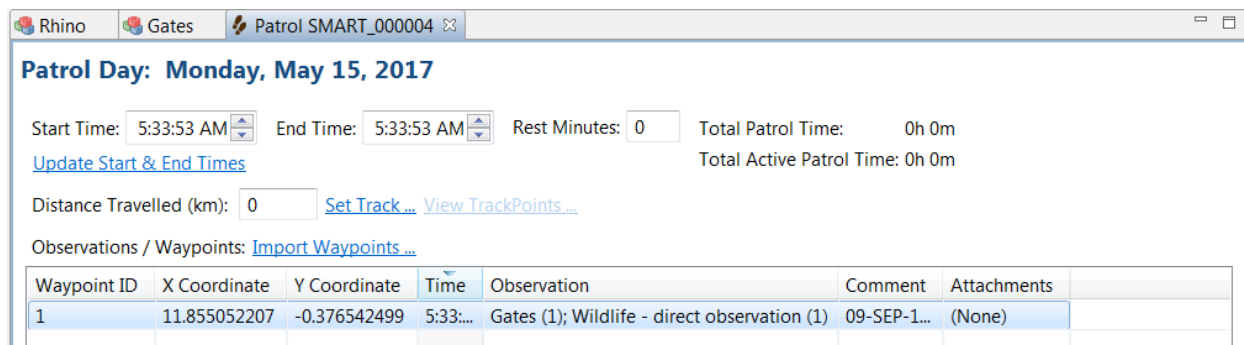 Rhino Gates Patrol SMART_000004
Patrol Day: Monday, May 15, 2017
Start Time: 5:33:53 AM End Time: 5:33:53 AM Rest Minutes: 0 Total Patrol Time: 0h 0m
Update Start & End Times Total Active Patrol Time: 0h 0m
Distance Travelled (km): 0 Set Track ... View TrackPoints ...
Observations / Waypoints: Import Waypoints ...
Waypoint ID X Coordinate Y Coordinate Time Observation Comment Attachments
1 11.855052207 -0.376542499 5:33:... Gates (1); Wildlife - direct observation (1) 09-SEP-1... (None)